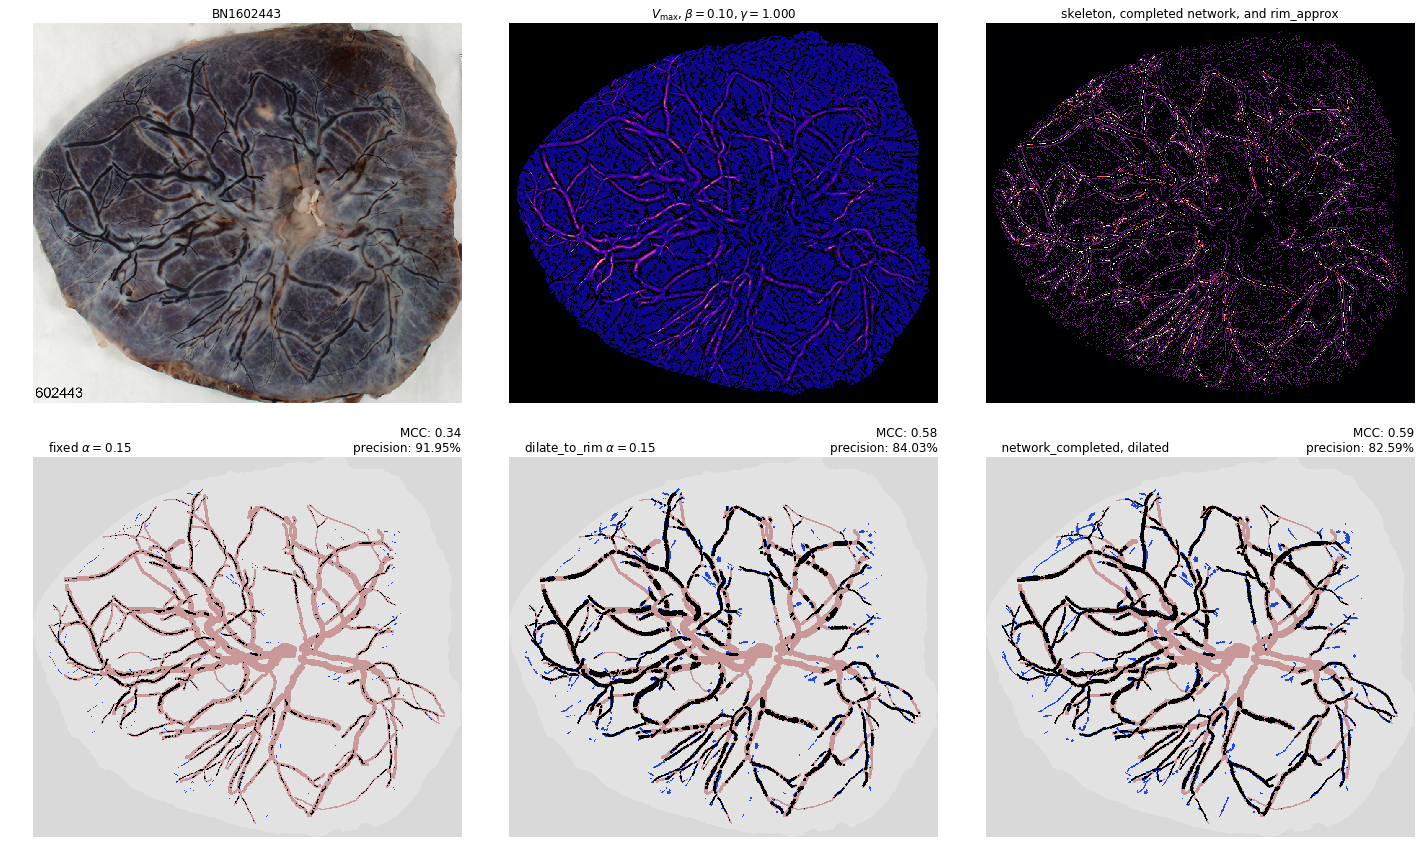 BN1602443
V_max, β = 0.10, γ = 1.000
skeleton, completed network, and rim_approx
602443
fixed α = 0.15
MCC: 0.34
precision: 91.95%
dilate_to_rim α = 0.15
MCC: 0.58
precision: 84.03%
network_completed, dilated
MCC: 0.59
precision: 82.59%